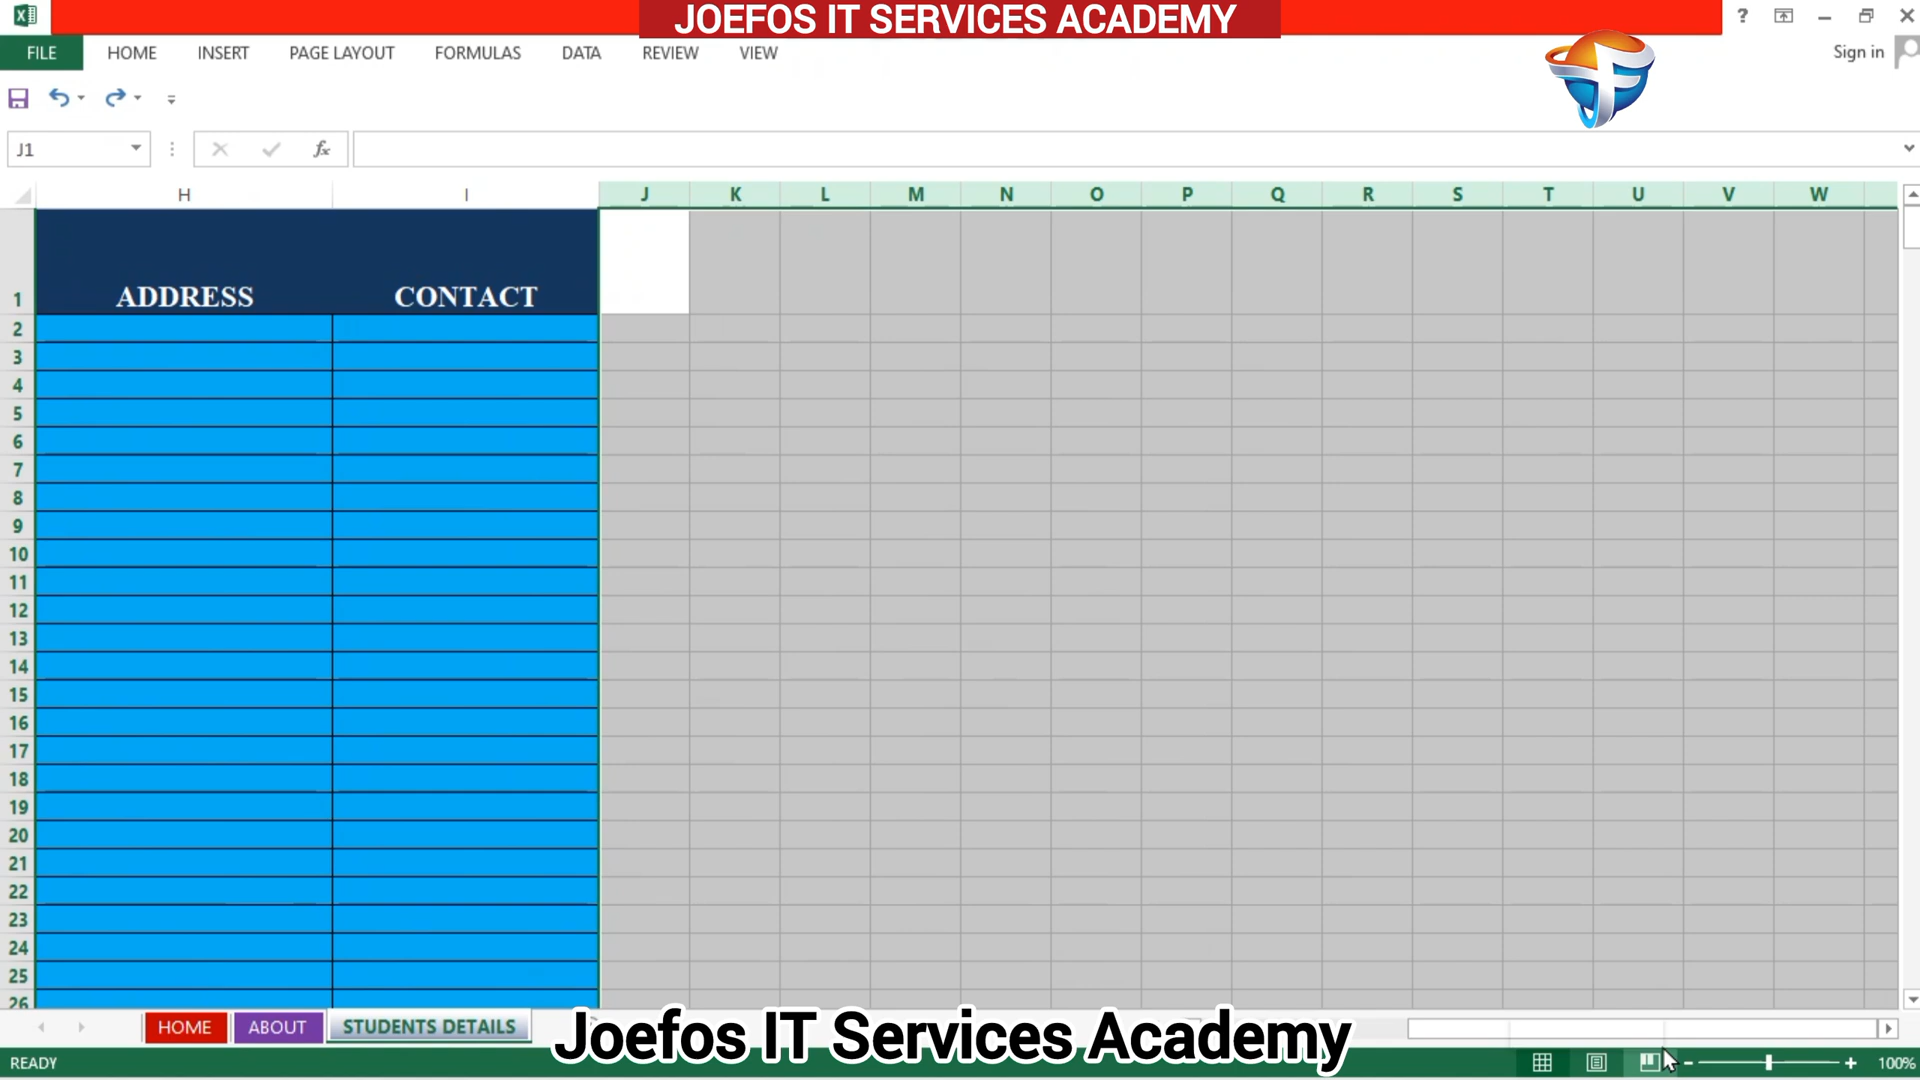 JOEFOS IT SERVICES ACADEMY
FILE HOME INSERT PAGE LAYOUT FORMULAS DATA REVIEW VIEW
Sign in
J1
fx
H I J K L M N O P Q R S T U V W
1 ADDRESS CONTACT
2
3
4
5
6
7
8
9
10
11
12
13
14
15
16
17
18
19
20
21
22
23
24
25
26
HOME ABOUT STUDENTS DETAILS
Joefos IT Services Academy
READY
100%